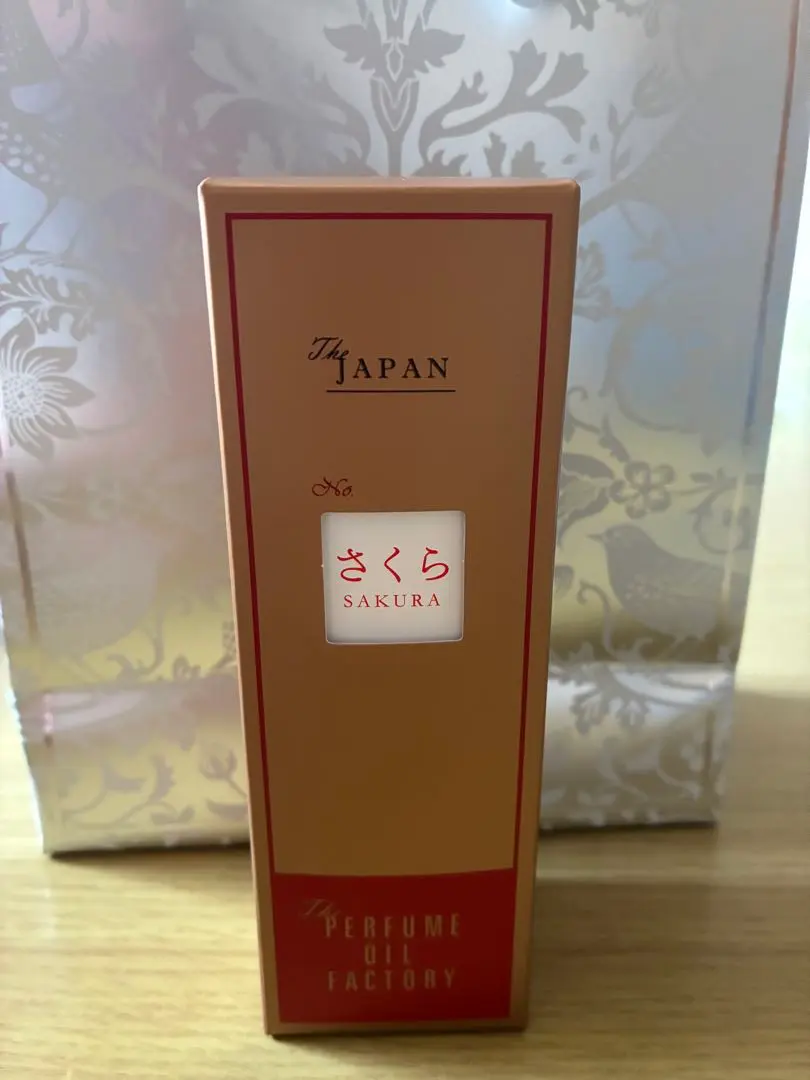 The
JAPAN
No.
さくら
SAKURA
The
PERFUME
OIL
FACTORY